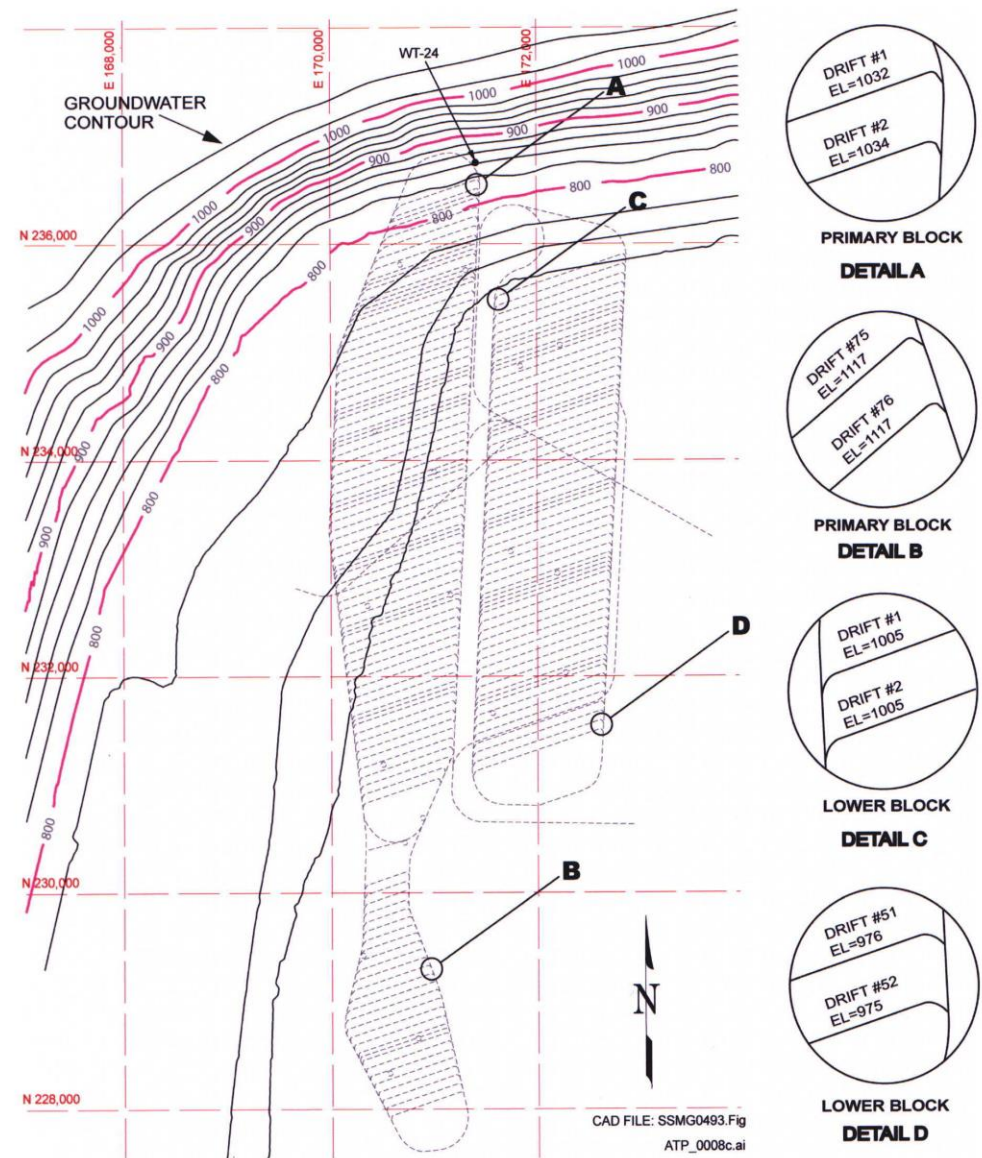 E 168,000
E 170,000
E 172,000
WT-24
GROUNDWATER
CONTOUR
A
C
D
B
1000
1000
1000
1000
1000
900
900
900
900
900
900
900
800
800
800
800
800
800
800
800
N 236,000
N 234,000
N 232,000
N 230,000
N 228,000
N
CAD FILE: SSMG0493.Fig
ATP_0008c.ai
DRIFT #1
EL=1032
DRIFT #2
EL=1034
PRIMARY BLOCK
DETAIL A
DRIFT #75
EL=1117
DRIFT #76
EL=1117
PRIMARY BLOCK
DETAIL B
DRIFT #1
EL=1005
DRIFT #2
EL=1005
LOWER BLOCK
DETAIL C
DRIFT #51
EL=976
DRIFT #52
EL=975
LOWER BLOCK
DETAIL D